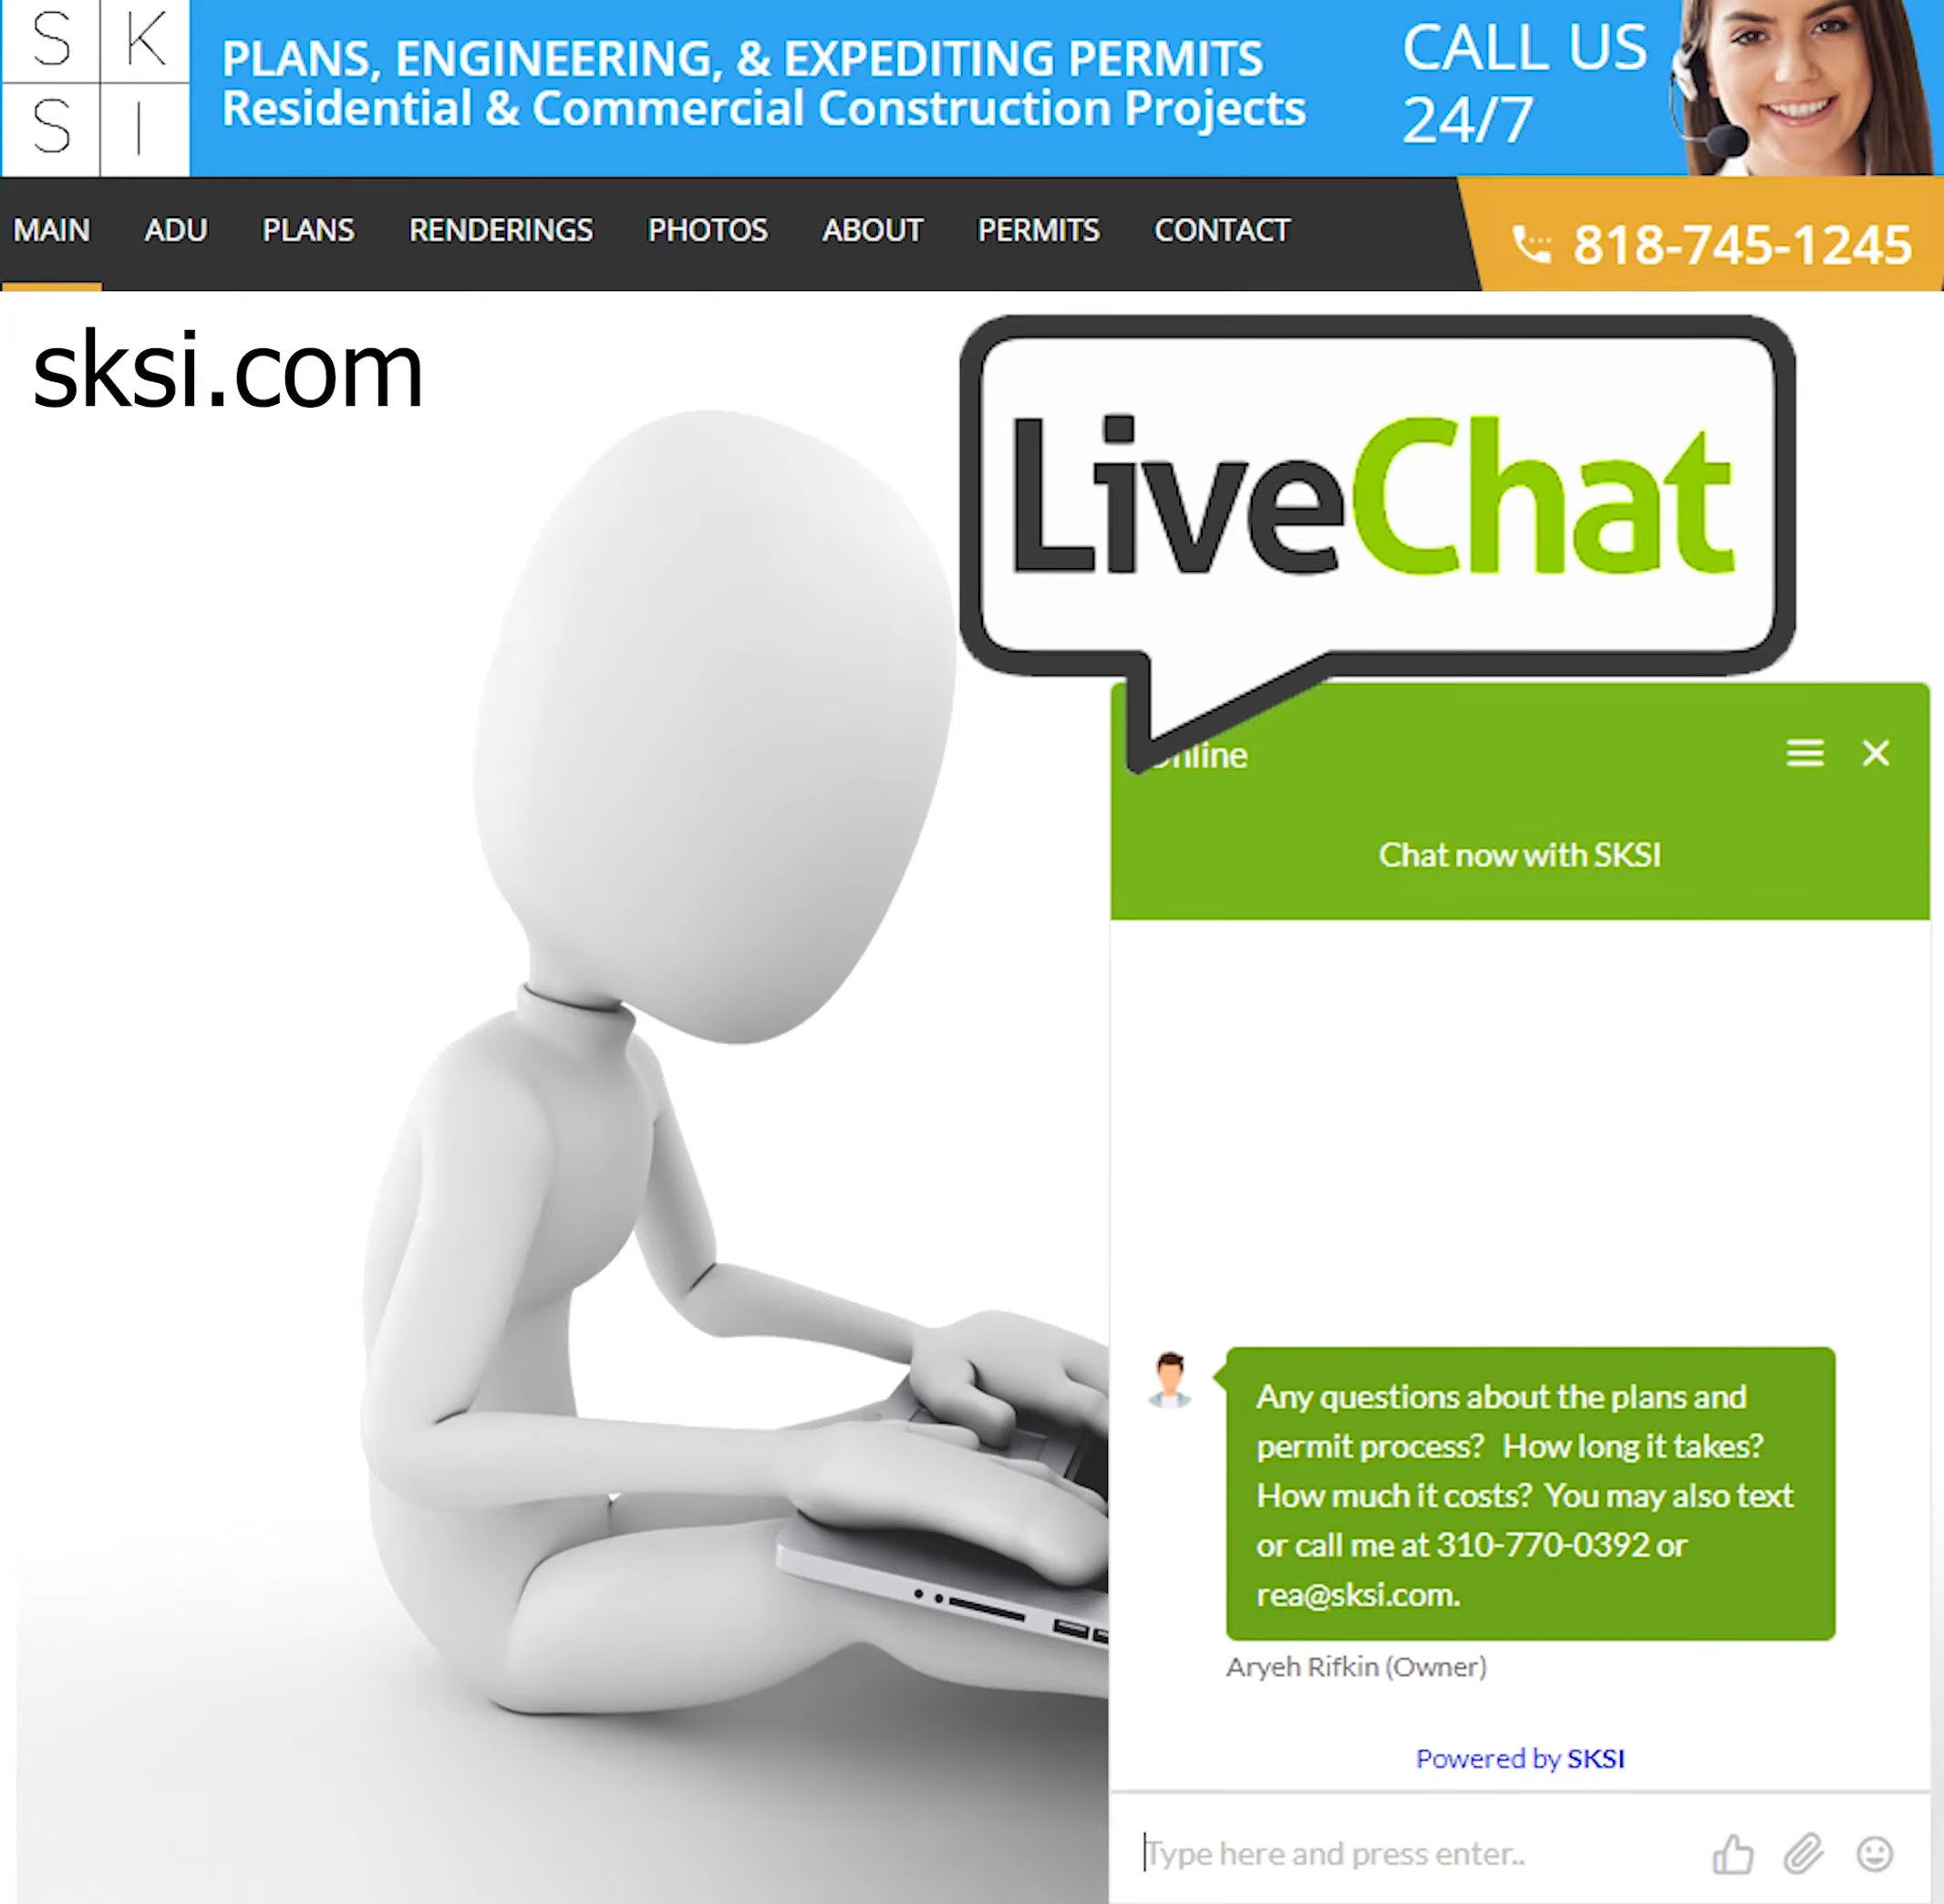 S K
S I
PLANS, ENGINEERING, & EXPEDITING PERMITS
Residential & Commercial Construction Projects
CALL US
24/7
MAIN ADU PLANS RENDERINGS PHOTOS ABOUT PERMITS CONTACT
818-745-1245
sksi.com
LiveChat
Online
Chat now with SKSI
Any questions about the plans and
permit process? How long it takes?
How much it costs? You may also text
or call me at 310-770-0392 or
rea@sksi.com.
Aryeh Rifkin (Owner)
Powered by SKSI
Type here and press enter..